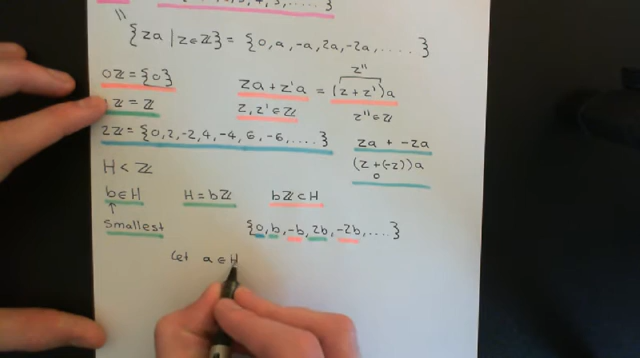 {za | z∈ℤ} = {0, a, -a, 2a, -2a, ....}
0ℤ = {0}
za + z'a = (z + z')a
z''
ℤ = ℤ
z, z' ∈ ℤ
z'' ∈ ℤ
2ℤ = {0, 2, -2, 4, -4, 6, -6, ....}
za + -za
(z + (-z))a
0
H < ℤ
b ∈ H
H = bℤ
bℤ ⊂ H
smallest
{0, b, -b, 2b, -2b, ....}
Let a ∈ H